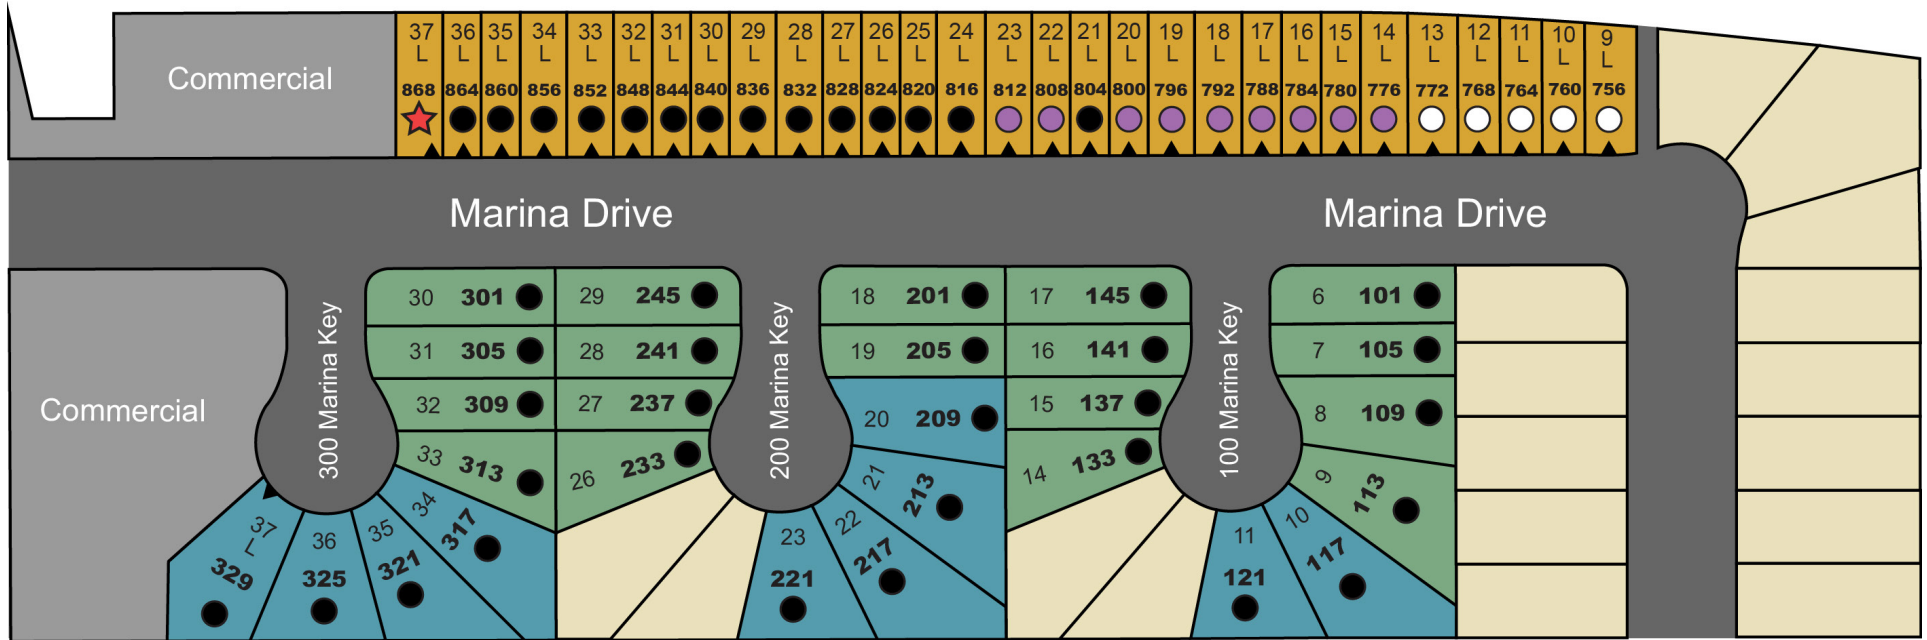 37 36 35 34 33 32 31 30 29 28 27 26 25 24 23 22 21 20 19 18 17 16 15 14 13 12 11 10 9
L L L L L L L L L L L L L L L L L L L L L L L L L L L L L
Commercial
868 864 860 856 852 848 844 840 836 832 828 824 820 816 812 808 804 800 796 792 788 784 780 776 772 768 764 760 756
Marina Drive Marina Drive
30 301 29 245 18 201 17 145 6 101
31 305 28 241 19 205 16 141 7 105
32 309 27 237 20 209 15 137 8 109
33 313 26 233 21 213 14 133 9 113
Commercial
300 Marina Key
200 Marina Key
100 Marina Key
37 L 329
36 325
35 321
34 317
23 221
22 217
11 121
10 117